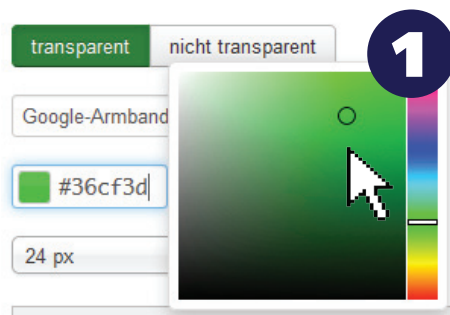 transparent nicht transparent
1
Google-Armband
#36cf3d
24 px